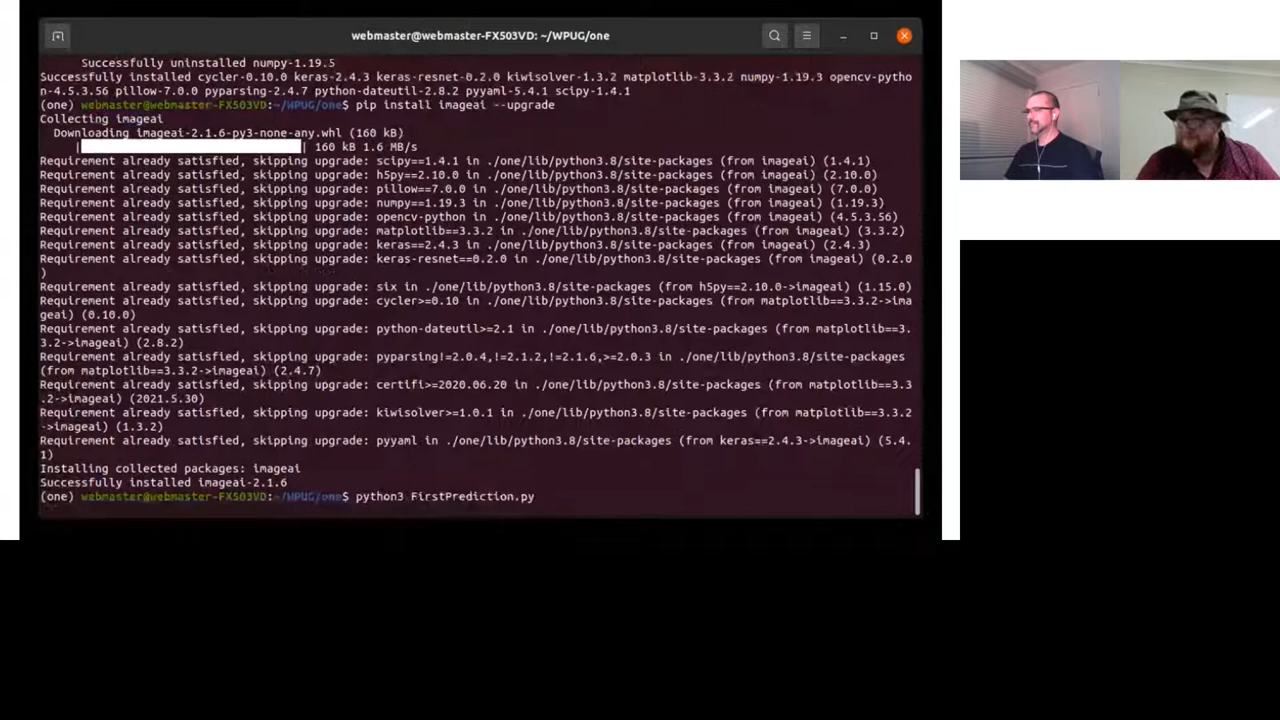 webmaster@webmaster-FX503VD: ~/WPUG/one
Successfully uninstalled numpy-1.19.5
Successfully installed cycler-0.10.0 keras-2.4.3 keras-resnet-0.2.0 kiwisolver-1.3.2 matplotlib-3.3.2 numpy-1.19.3 opencv-pytho
n-4.5.3.56 pillow-7.0.0 pyparsing-2.4.7 python-dateutil-2.8.2 pyyaml-5.4.1 scipy-1.4.1
(one) webmaster@webmaster-FX503VD:~/WPUG/one$ pip install imageai --upgrade
Collecting imageai
Downloading imageai-2.1.6-py3-none-any.whl (160 kB)
| | 160 kB 1.6 MB/s
Requirement already satisfied, skipping upgrade: scipy==1.4.1 in ./one/lib/python3.8/site-packages (from imageai) (1.4.1)
Requirement already satisfied, skipping upgrade: h5py==2.10.0 in ./one/lib/python3.8/site-packages (from imageai) (2.10.0)
Requirement already satisfied, skipping upgrade: pillow==7.0.0 in ./one/lib/python3.8/site-packages (from imageai) (7.0.0)
Requirement already satisfied, skipping upgrade: numpy==1.19.3 in ./one/lib/python3.8/site-packages (from imageai) (1.19.3)
Requirement already satisfied, skipping upgrade: opencv-python in ./one/lib/python3.8/site-packages (from imageai) (4.5.3.56)
Requirement already satisfied, skipping upgrade: matplotlib==3.3.2 in ./one/lib/python3.8/site-packages (from imageai) (3.3.2)
Requirement already satisfied, skipping upgrade: keras==2.4.3 in ./one/lib/python3.8/site-packages (from imageai) (2.4.3)
Requirement already satisfied, skipping upgrade: keras-resnet==0.2.0 in ./one/lib/python3.8/site-packages (from imageai) (0.2.0
)
Requirement already satisfied, skipping upgrade: six in ./one/lib/python3.8/site-packages (from h5py==2.10.0->imageai) (1.15.0)
Requirement already satisfied, skipping upgrade: cycler>=0.10 in ./one/lib/python3.8/site-packages (from matplotlib==3.3.2->ima
geai) (0.10.0)
Requirement already satisfied, skipping upgrade: python-dateutil>=2.1 in ./one/lib/python3.8/site-packages (from matplotlib==3.
3.2->imageai) (2.8.2)
Requirement already satisfied, skipping upgrade: pyparsing!=2.0.4,!=2.1.2,!=2.1.6,>=2.0.3 in ./one/lib/python3.8/site-packages
(from matplotlib==3.3.2->imageai) (2.4.7)
Requirement already satisfied, skipping upgrade: certifi>=2020.06.20 in ./one/lib/python3.8/site-packages (from matplotlib==3.3
.2->imageai) (2021.5.30)
Requirement already satisfied, skipping upgrade: kiwisolver>=1.0.1 in ./one/lib/python3.8/site-packages (from matplotlib==3.3.2
->imageai) (1.3.2)
Requirement already satisfied, skipping upgrade: pyyaml in ./one/lib/python3.8/site-packages (from keras==2.4.3->imageai) (5.4.
1)
Installing collected packages: imageai
Successfully installed imageai-2.1.6
(one) webmaster@webmaster-FX503VD:~/WPUG/one$ python3 FirstPrediction.py